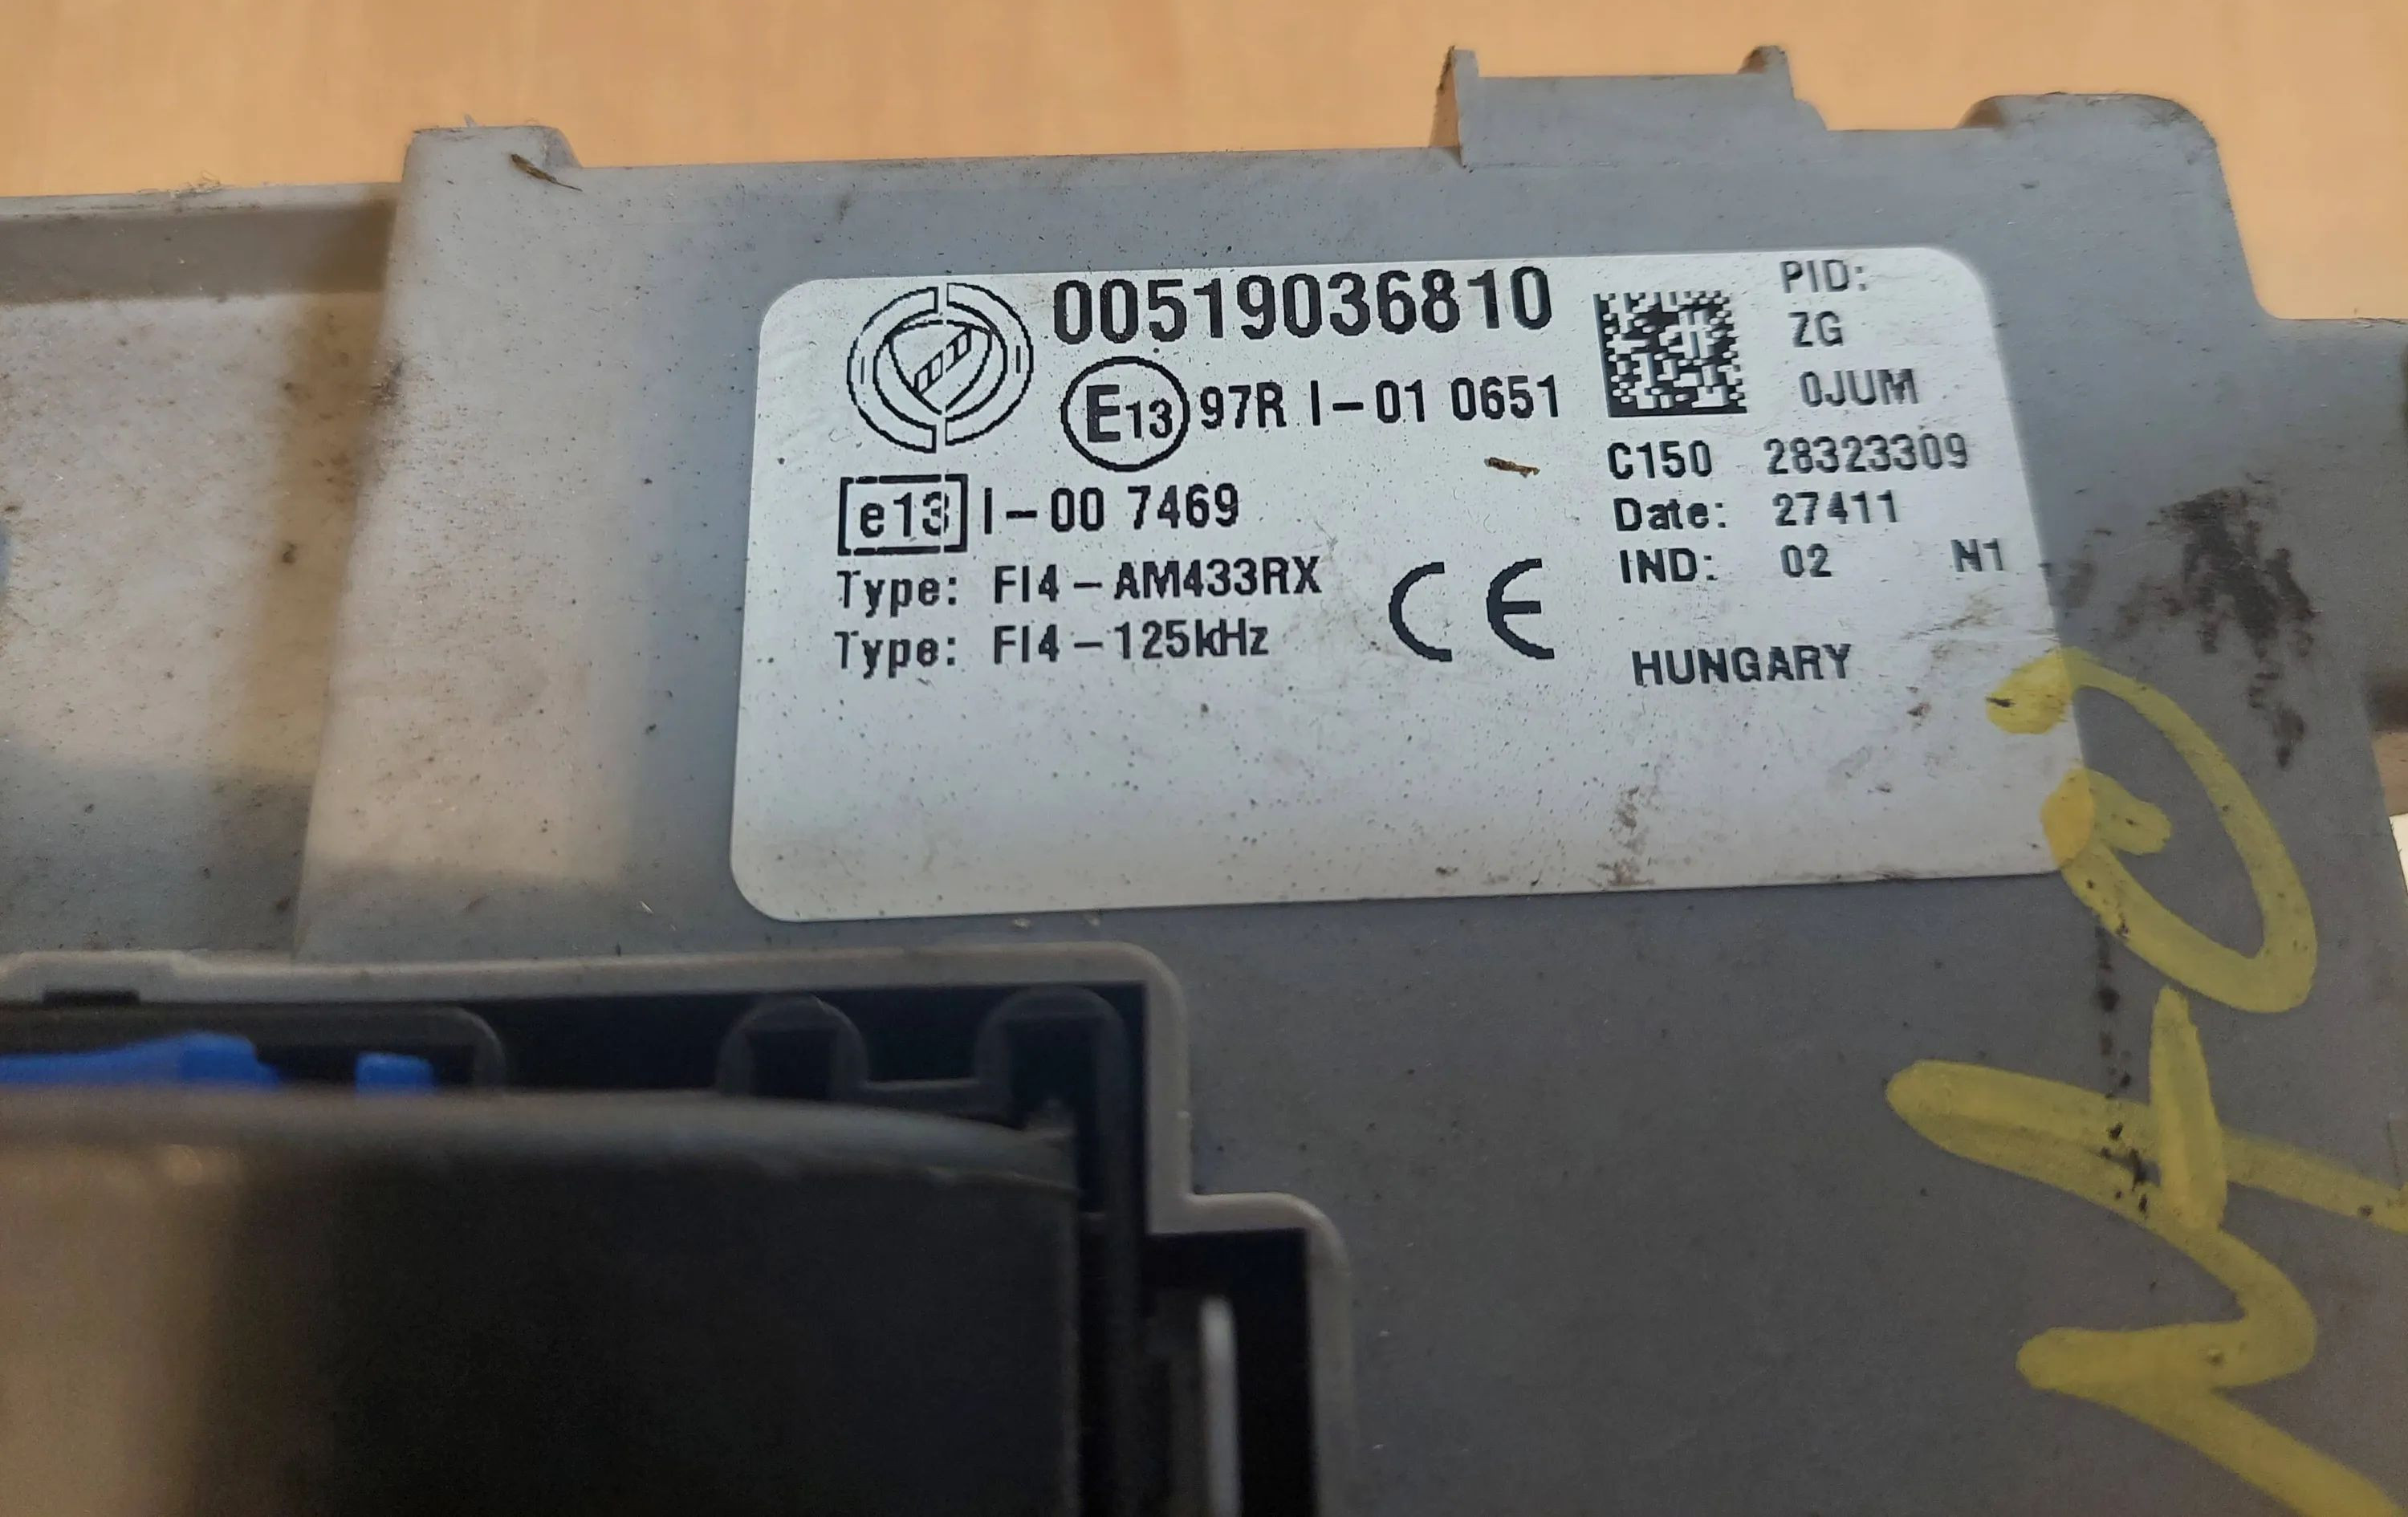 00519036810
E13 97R I-01 0651
e13 I-00 7469
Type: FI4-AM433RX
Type: FI4-125kHz
CE
PID:
ZG
0JUM
C150 28323309
Date: 27411
IND: 02 N1
HUNGARY